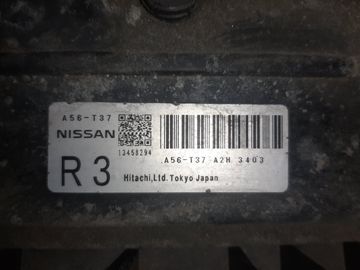 A56-T37
NISSAN
13458294
A56-T37 A2H 3403
R3
Hitachi,Ltd.Tokyo Japan